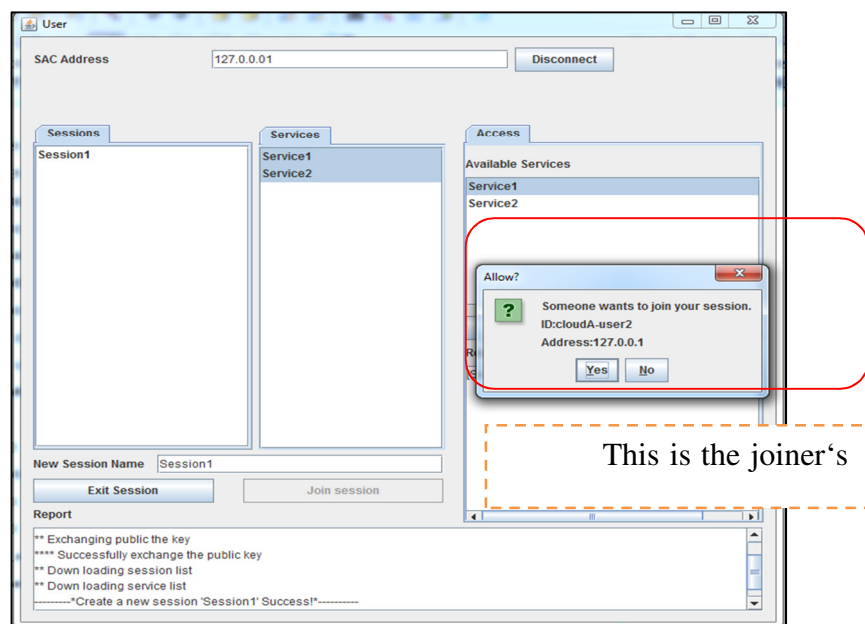 User
SAC Address 127.0.0.01 Disconnect
Sessions
Session1
Services
Service1
Service2
Access
Available Services
Service1
Service2
Allow?
?
Someone wants to join your session.
ID:cloudA-user2
Address:127.0.0.1
Yes No
This is the joiner‘s
New Session Name Session1
Exit Session Join session
Report
** Exchanging public the key
**** Successfully exchange the public key
** Down loading session list
** Down loading service list
---------*Create a new session 'Session1' Success!*----------